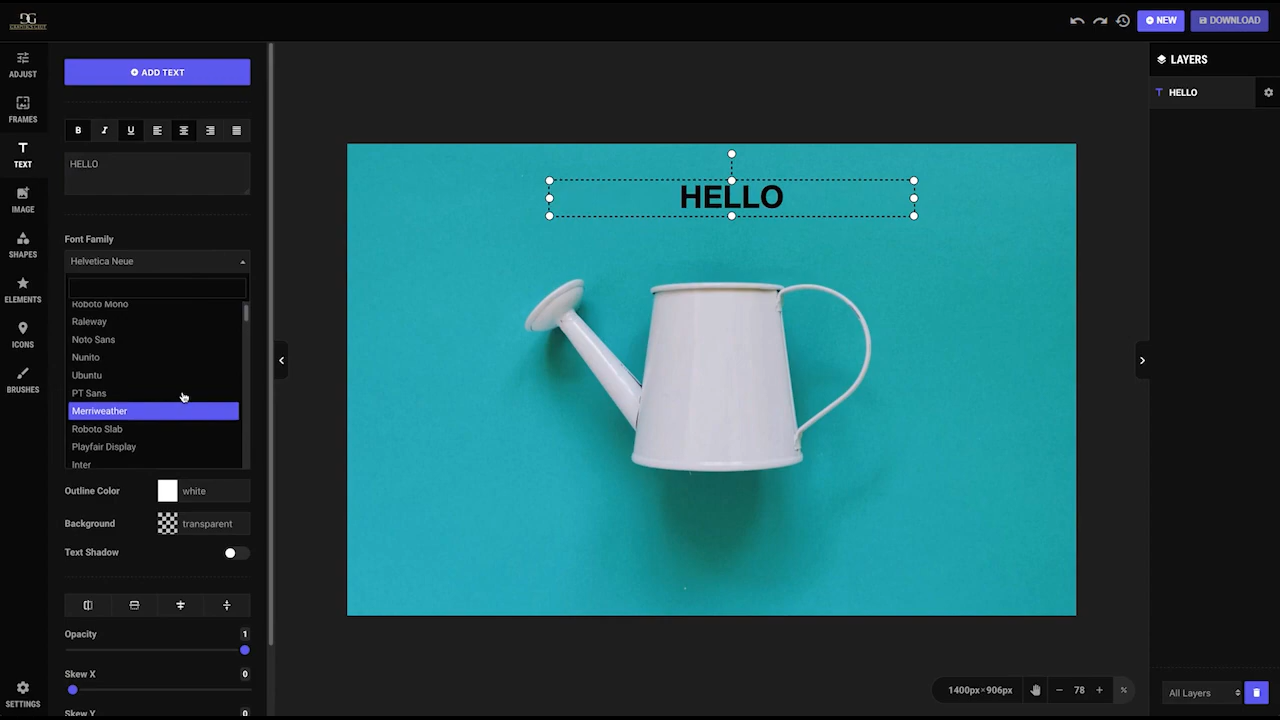 NEW
DOWNLOAD
ADJUST
FRAMES
TEXT
IMAGE
SHAPES
ELEMENTS
ICONS
BRUSHES
SETTINGS
ADD TEXT
B I U
HELLO
Font Family
Helvetica Neue
Roboto Mono
Raleway
Noto Sans
Nunito
Ubuntu
PT Sans
Merriweather
Roboto Slab
Playfair Display
Inter
Outline Color white
Background transparent
Text Shadow
Opacity 1
Skew X 0
Skew Y 0
HELLO
1400px×906px
78
%
LAYERS
T HELLO
All Layers